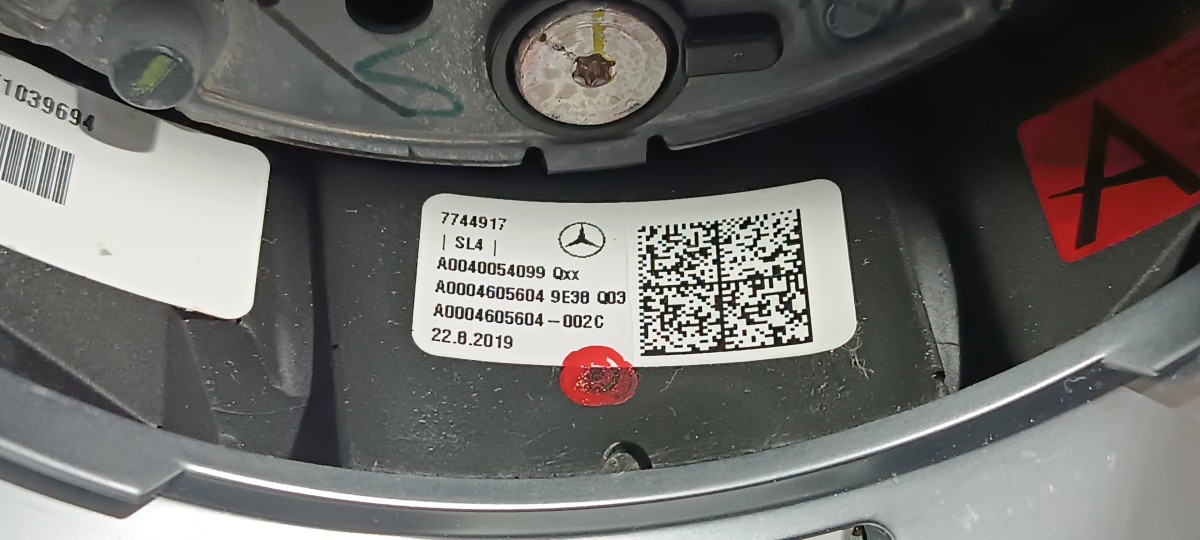 1039694
7744917
| SL4 |
A0040054099 Qxx
A0004605604 9E38 Q03
A0004605604-002C
22.8.2019
A